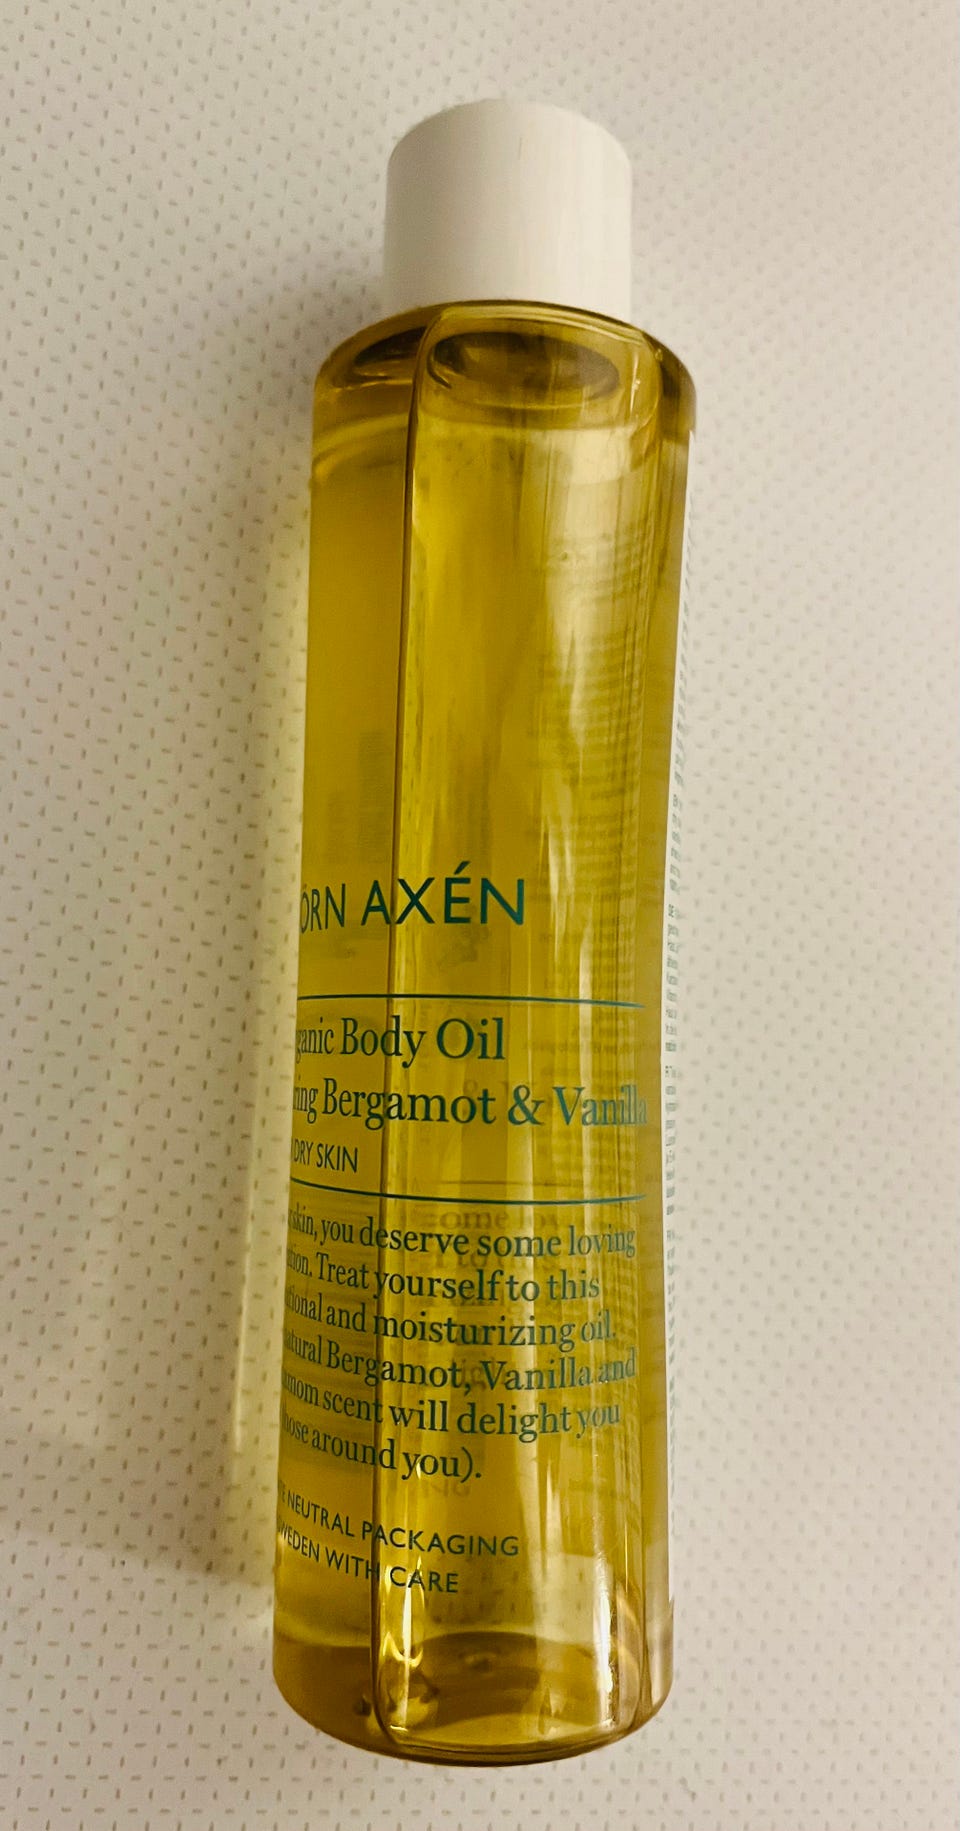 ÖRN AXÉN
ganic Body Oil
ring Bergamot & Vanilla
DRY SKIN
skin, you deserve some loving
tion. Treat yourself to this
tional and moisturizing oil.
atural Bergamot, Vanilla and
mom scent will delight you
hose around you).
NEUTRAL PACKAGING
WEDEN WITH CARE